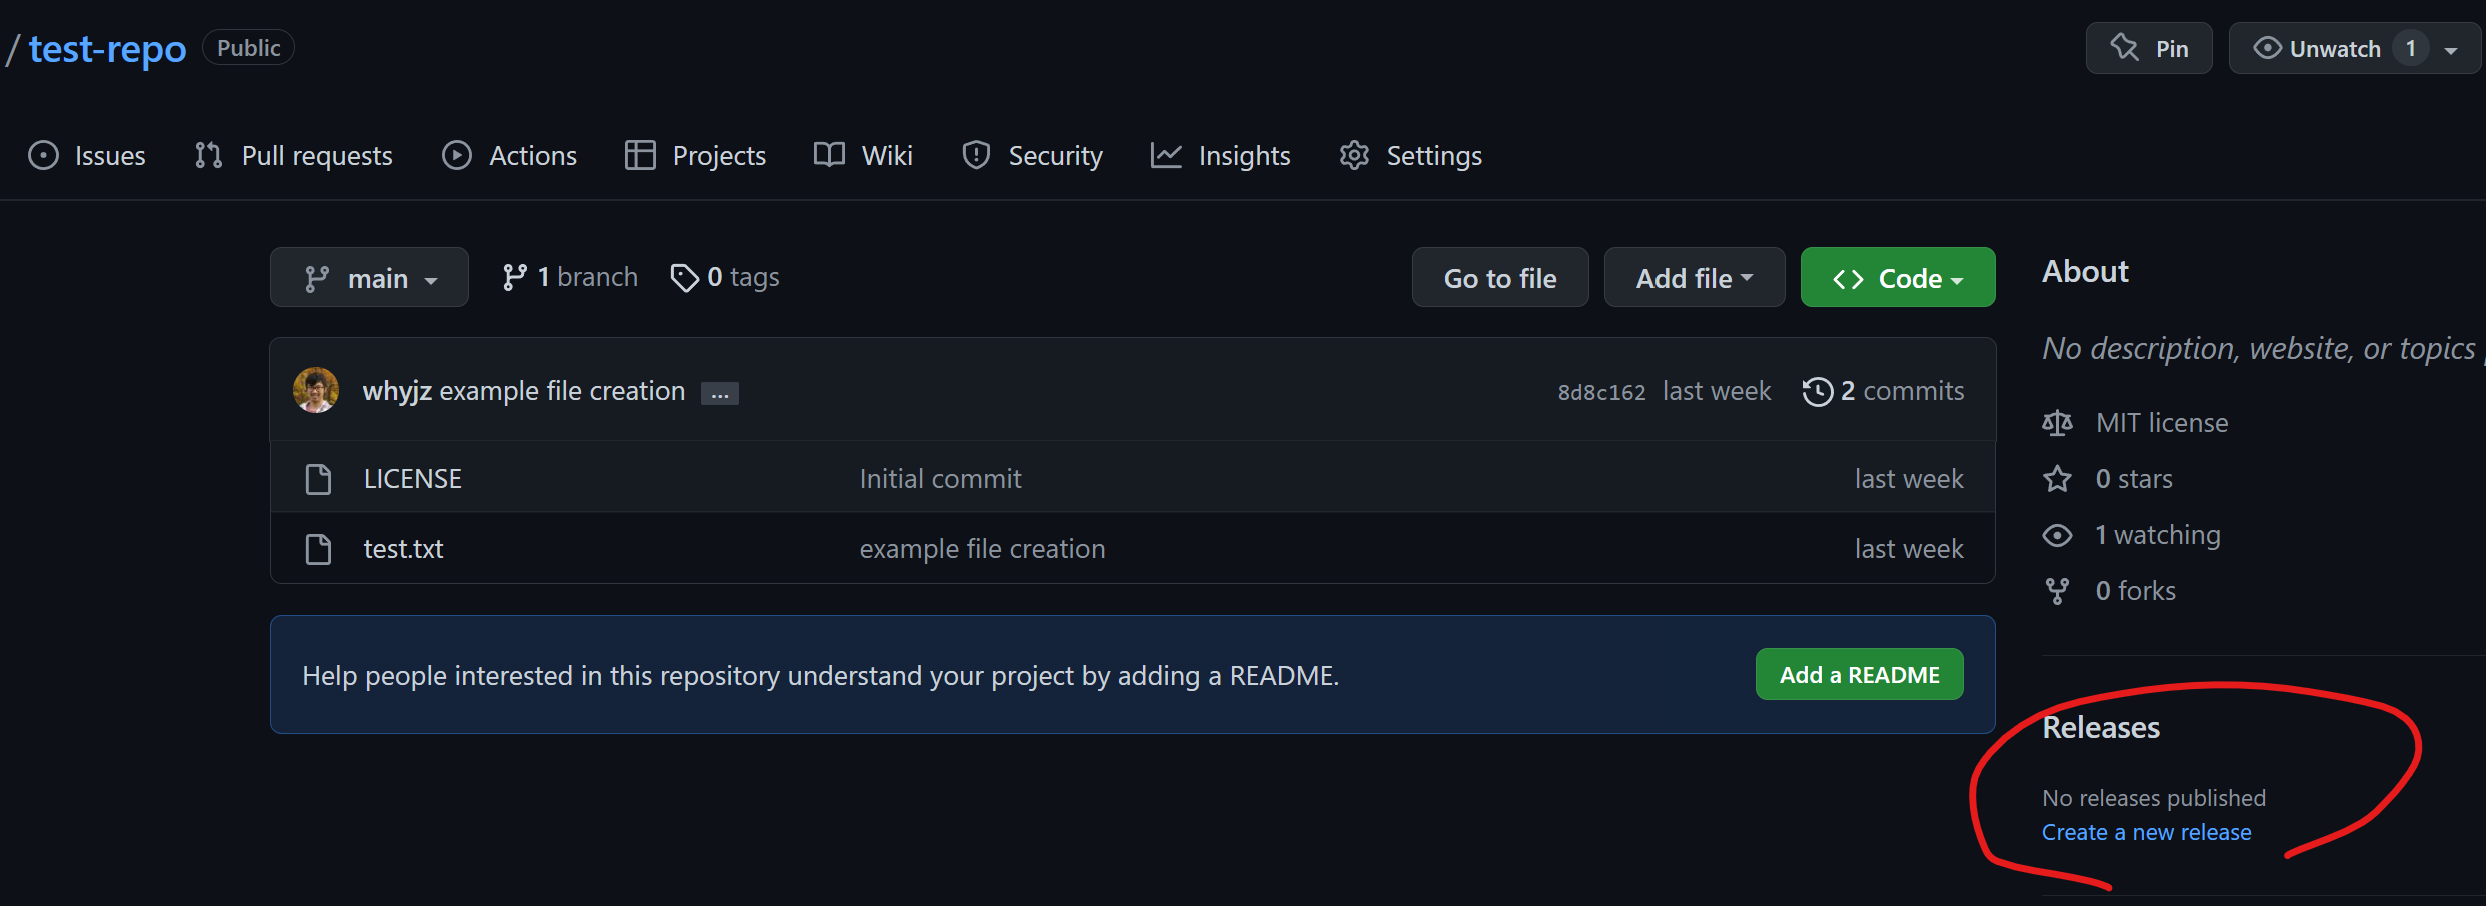 / test-repo Public
Pin
Unwatch 1
Issues Pull requests Actions Projects Wiki Security Insights Settings
main 1 branch 0 tags Go to file Add file Code
whyjz example file creation ... 8d8c162 last week 2 commits
LICENSE Initial commit last week
test.txt example file creation last week
Help people interested in this repository understand your project by adding a README. Add a README
About
No description, website, or topics
MIT license
0 stars
1 watching
0 forks
Releases
No releases published
Create a new release